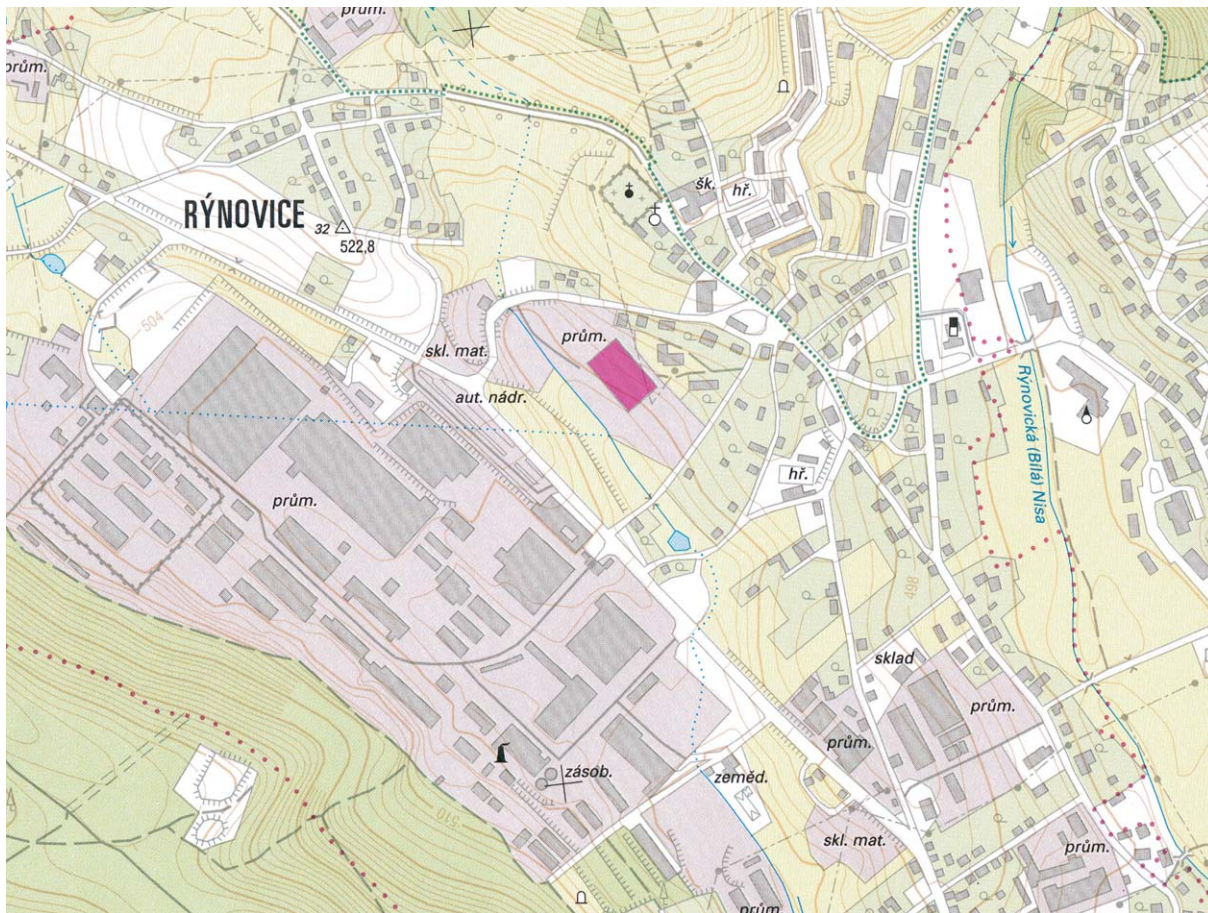 prům.
prům.
RÝNOVICE
32
522,8
šk.
hř.
504
skl. mat.
prům.
aut. nádr.
Rýnovická (Bílá) Nisa
hř.
prům.
498
sklad
prům.
prům.
zásob.
zeměd.
510
skl. mat.
prům.
prům.